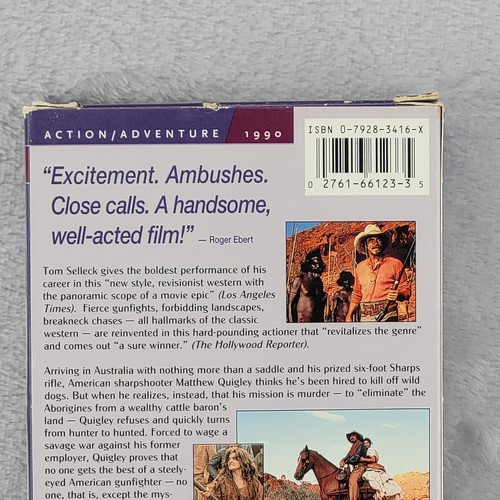 ACTION/ADVENTURE 1990
ISBN 0-7928-3416-X
0 2761-66123-3 5
“Excitement. Ambushes.
Close calls. A handsome,
well-acted film!” — Roger Ebert
Tom Selleck gives the boldest performance of his
career in this “new style, revisionist western with
the panoramic scope of a movie epic” (Los Angeles
Times). Fierce gunfights, forbidding landscapes,
breakneck chases — all hallmarks of the classic
western — are reinvented in this hard-pounding actioner that “revitalizes the genre”
and comes out “a sure winner.” (The Hollywood Reporter).
Arriving in Australia with nothing more than a saddle and his prized six-foot Sharps
rifle, American sharpshooter Matthew Quigley thinks he's been hired to kill off wild
dogs. But when he realizes, instead, that his mission is murder — to “eliminate” the
Aborigines from a wealthy cattle baron's
land — Quigley refuses and quickly turns
from hunter to hunted. Forced to wage a
savage war against his former
employer, Quigley proves that
no one gets the best of a steely-
eyed American gunfighter — no
one, that is, except the mys-